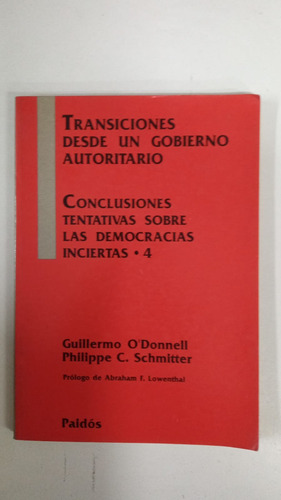 TRANSICIONES
DESDE UN GOBIERNO
AUTORITARIO
CONCLUSIONES
TENTATIVAS SOBRE
LAS DEMOCRACIAS
INCIERTAS • 4
Guillermo O'Donnell
Philippe C. Schmitter
Prólogo de Abraham F. Lowenthal
Paidós